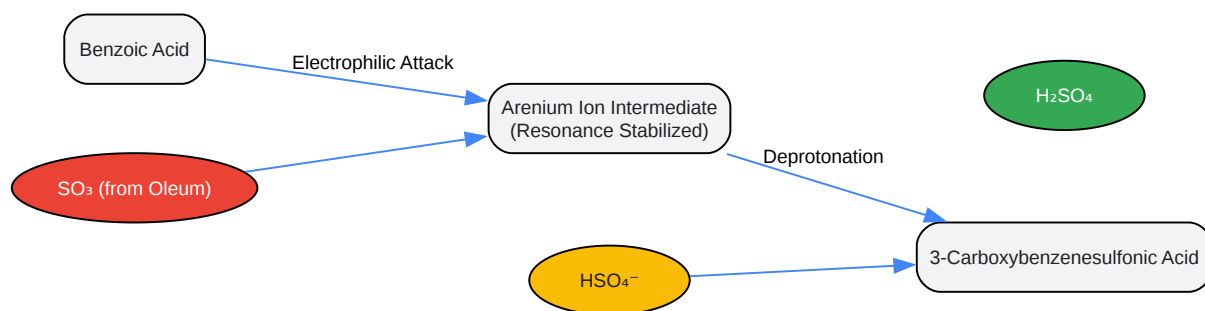 Benzoic Acid
Electrophilic Attack
Arenium Ion Intermediate
(Resonance Stabilized)
H₂SO₄
Deprotonation
SO₃ (from Oleum)
3-Carboxybenzenesulfonic Acid
HSO₄⁻